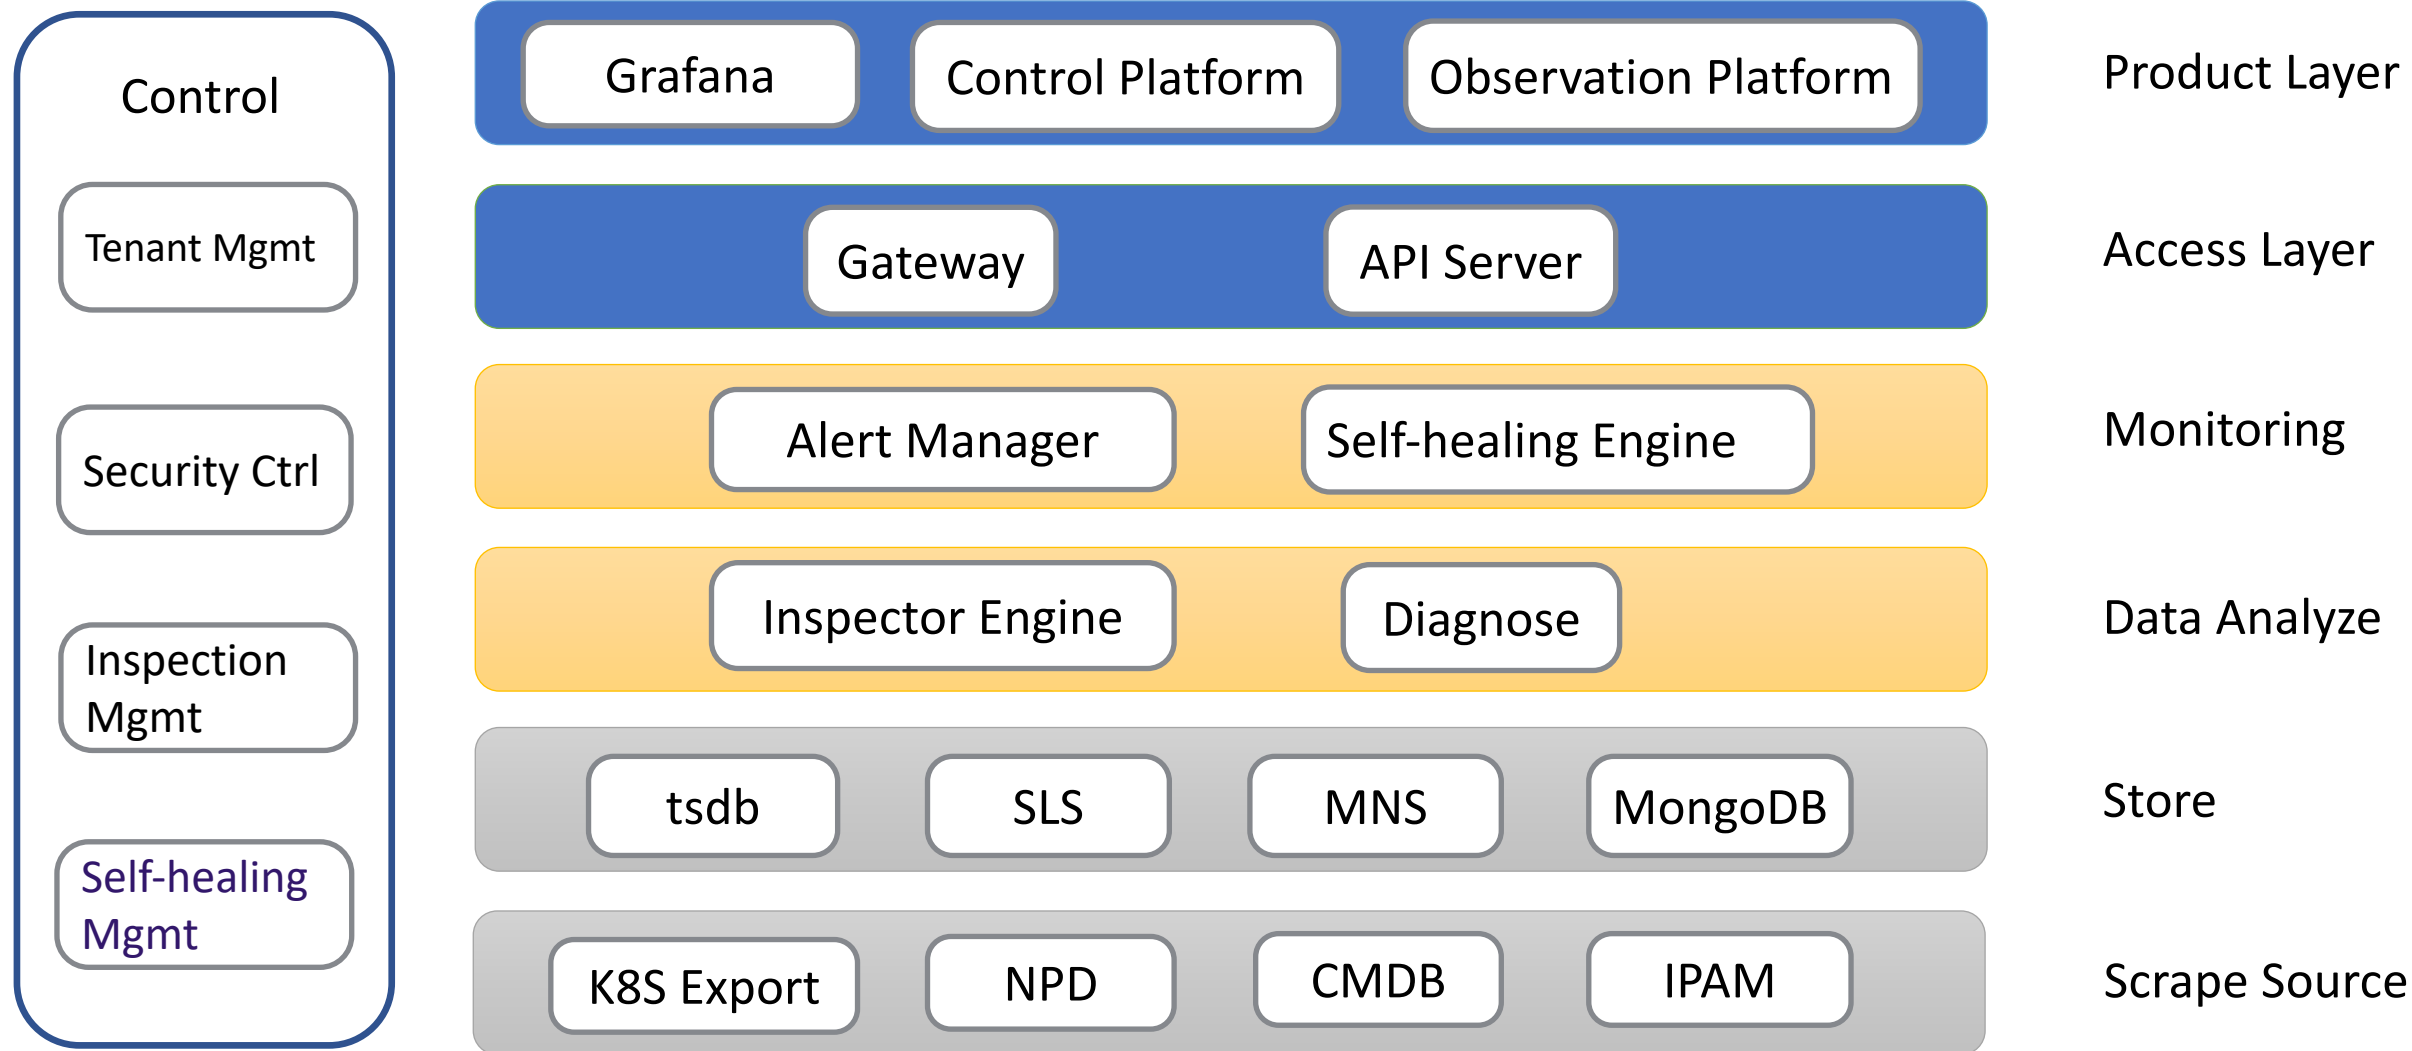 Control
Tenant Mgmt
Security Ctrl
Inspection
Mgmt
Self-healing
Mgmt
Grafana
Control Platform
Observation Platform
Product Layer
Gateway
API Server
Access Layer
Alert Manager
Self-healing Engine
Monitoring
Inspector Engine
Diagnose
Data Analyze
tsdb
SLS
MNS
MongoDB
Store
K8S Export
NPD
CMDB
IPAM
Scrape Source